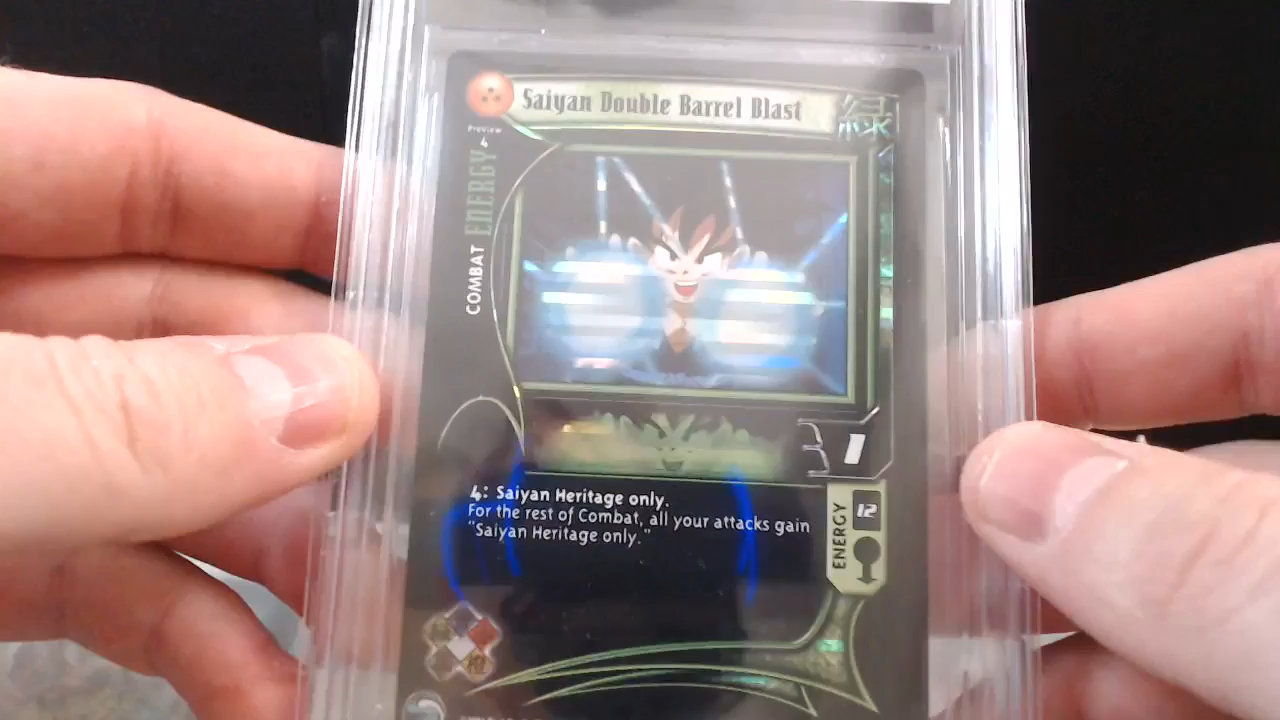 Saiyan Double Barrel Blast
緑
Preview
4
COMBAT ENERGY
31
4: Saiyan Heritage only.
For the rest of Combat, all your attacks gain
"Saiyan Heritage only."
ENERGY
12